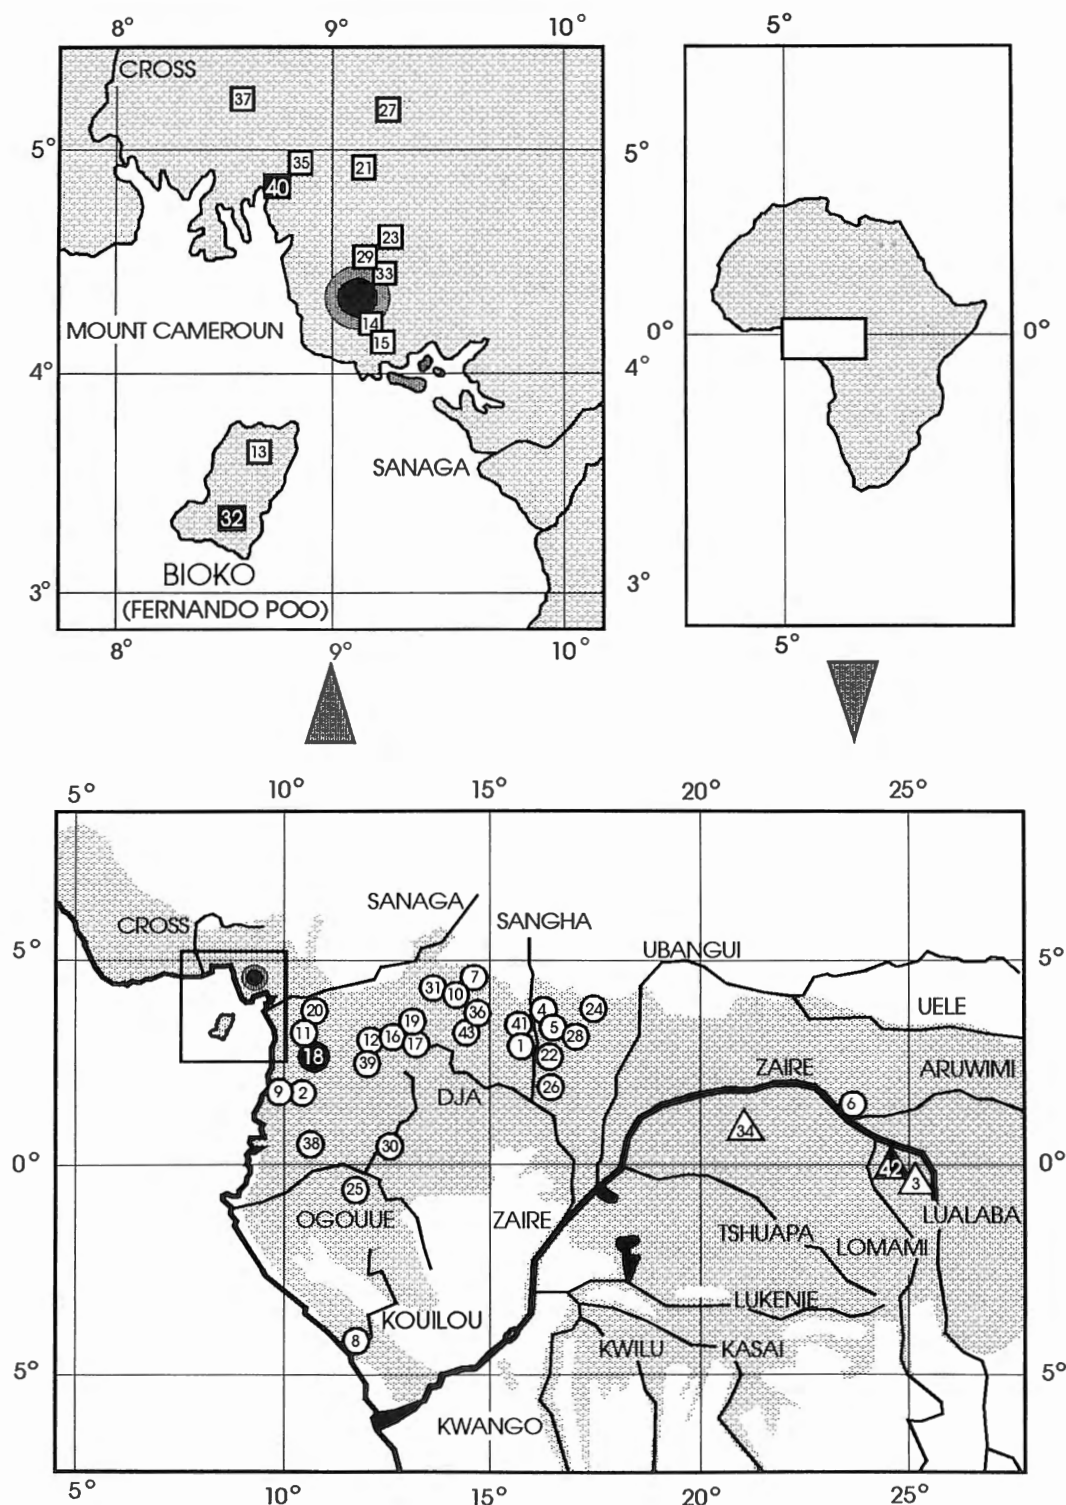 8° 9° 10° 5°
CROSS
37 27
5° 5°
35 21
40
23
29
33
MOUNT CAMEROUN 0° 0°
14
15
4° 4°
13
SANAGA
32
BIOKO
3° 3°
(FERNANDO POO)
8° 9° 10° 5°
5° 10° 15° 20° 25°
SANAGA
SANGHA
CROSS
UBANGUI
5° 5°
7
31 10
20 36 4 24 UELE
11 19 41 5
12 16 43 28
18 17 1
39 22
ZAIRE ARUWIMI
9 2 DJA 26 6
34
38 30
0° 42 0°
3
25
OGOUUE ZAIRE LUALABA
TSHUAPA LOMAMI
LUKENIE
KOUILOU
8 KWILU KASAI
5° 5°
KWANGO
5° 10° 15° 20° 25°